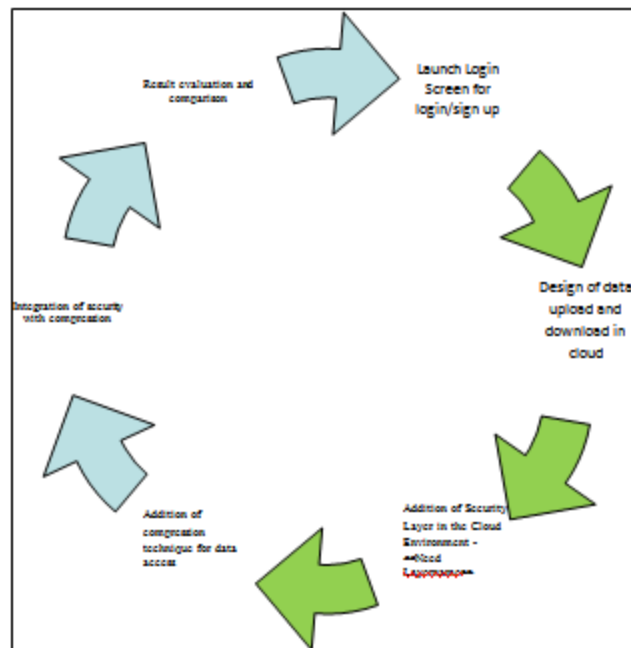 Launch Login
Screen for
login/sign up
Design of data
upload and
download in
cloud
Addition of Security
Layer in the Cloud
Environment -
Need
Addition of
compression
technique for data
access
Integration of security
with compression
Result evaluation and
comparison